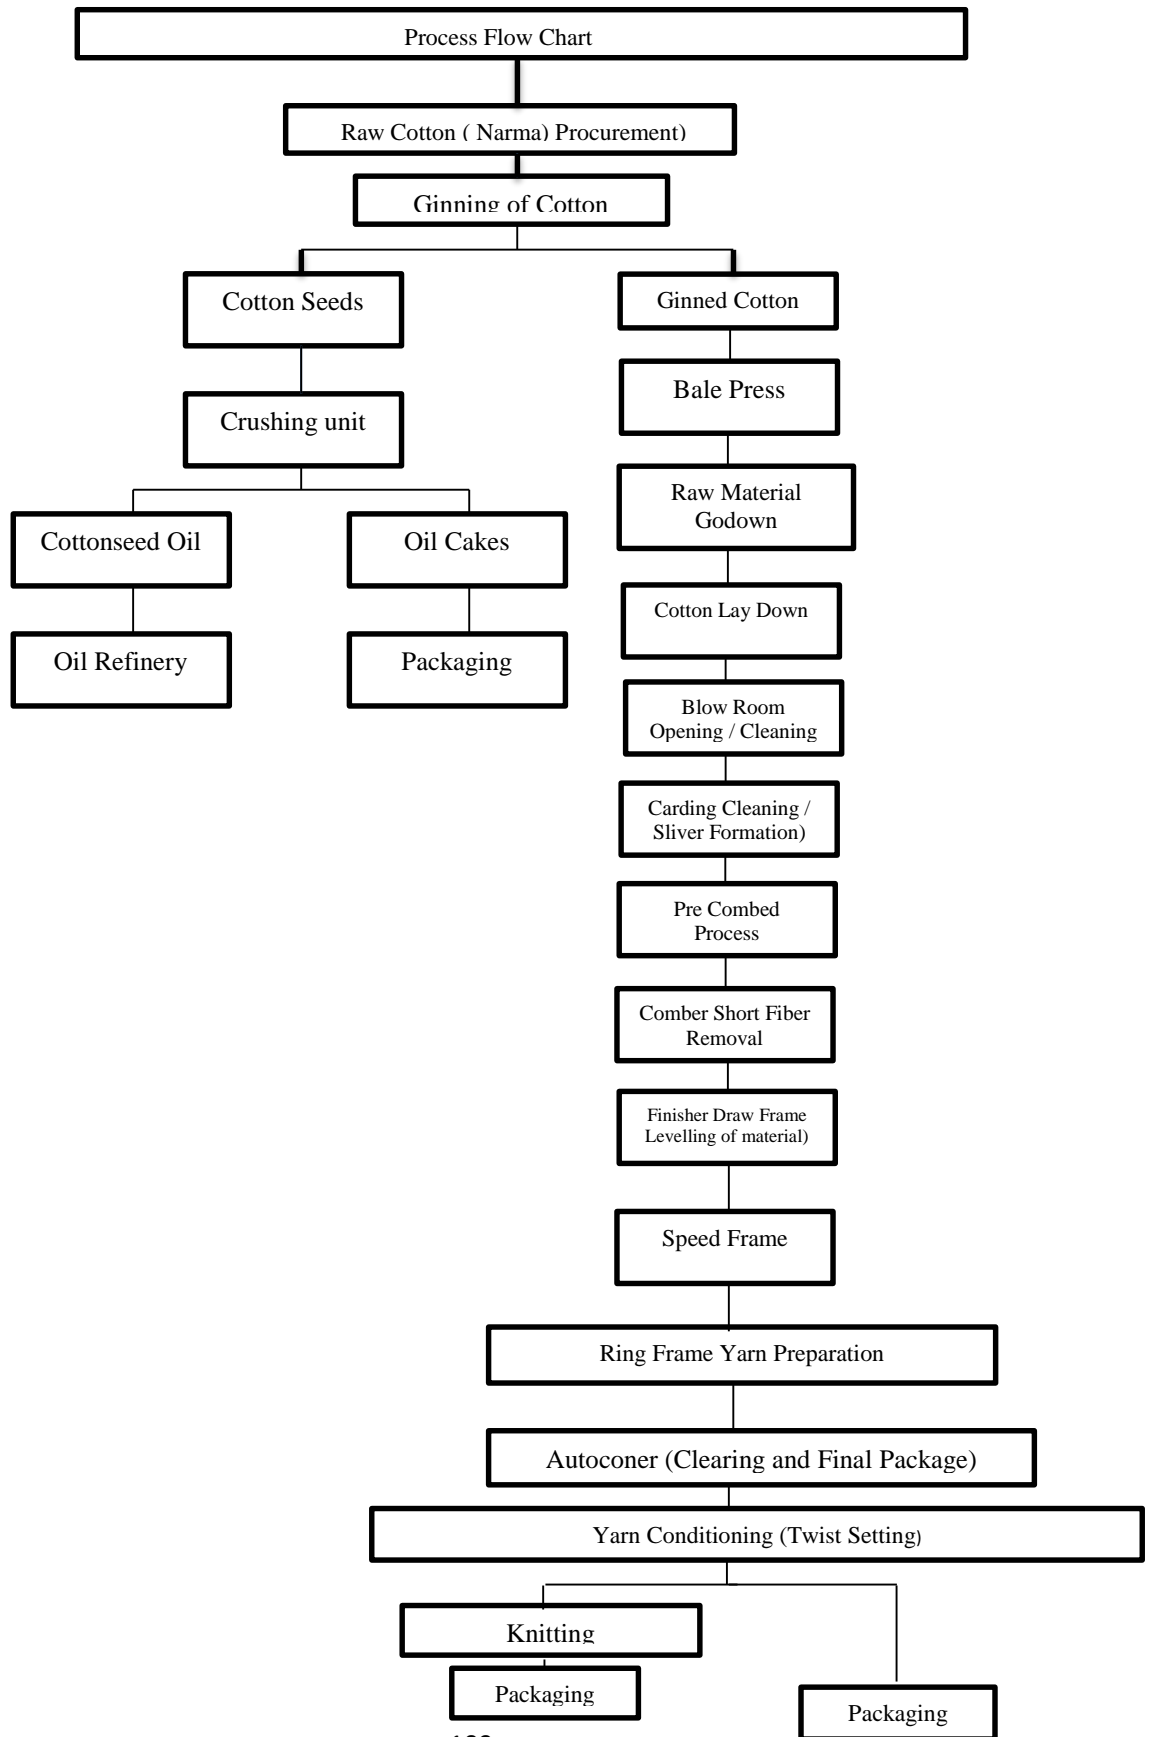 Process Flow Chart
Raw Cotton ( Narma) Procurement)
Ginning of Cotton
Cotton Seeds
Ginned Cotton
Crushing unit
Bale Press
Cottonseed Oil
Oil Cakes
Raw Material
Godown
Oil Refinery
Packaging
Cotton Lay Down
Blow Room
Opening / Cleaning
Carding Cleaning /
Sliver Formation)
Pre Combed
Process
Comber Short Fiber
Removal
Finisher Draw Frame
Levelling of material)
Speed Frame
Ring Frame Yarn Preparation
Autoconer (Clearing and Final Package)
Yarn Conditioning (Twist Setting)
Knitting
Packaging
Packaging